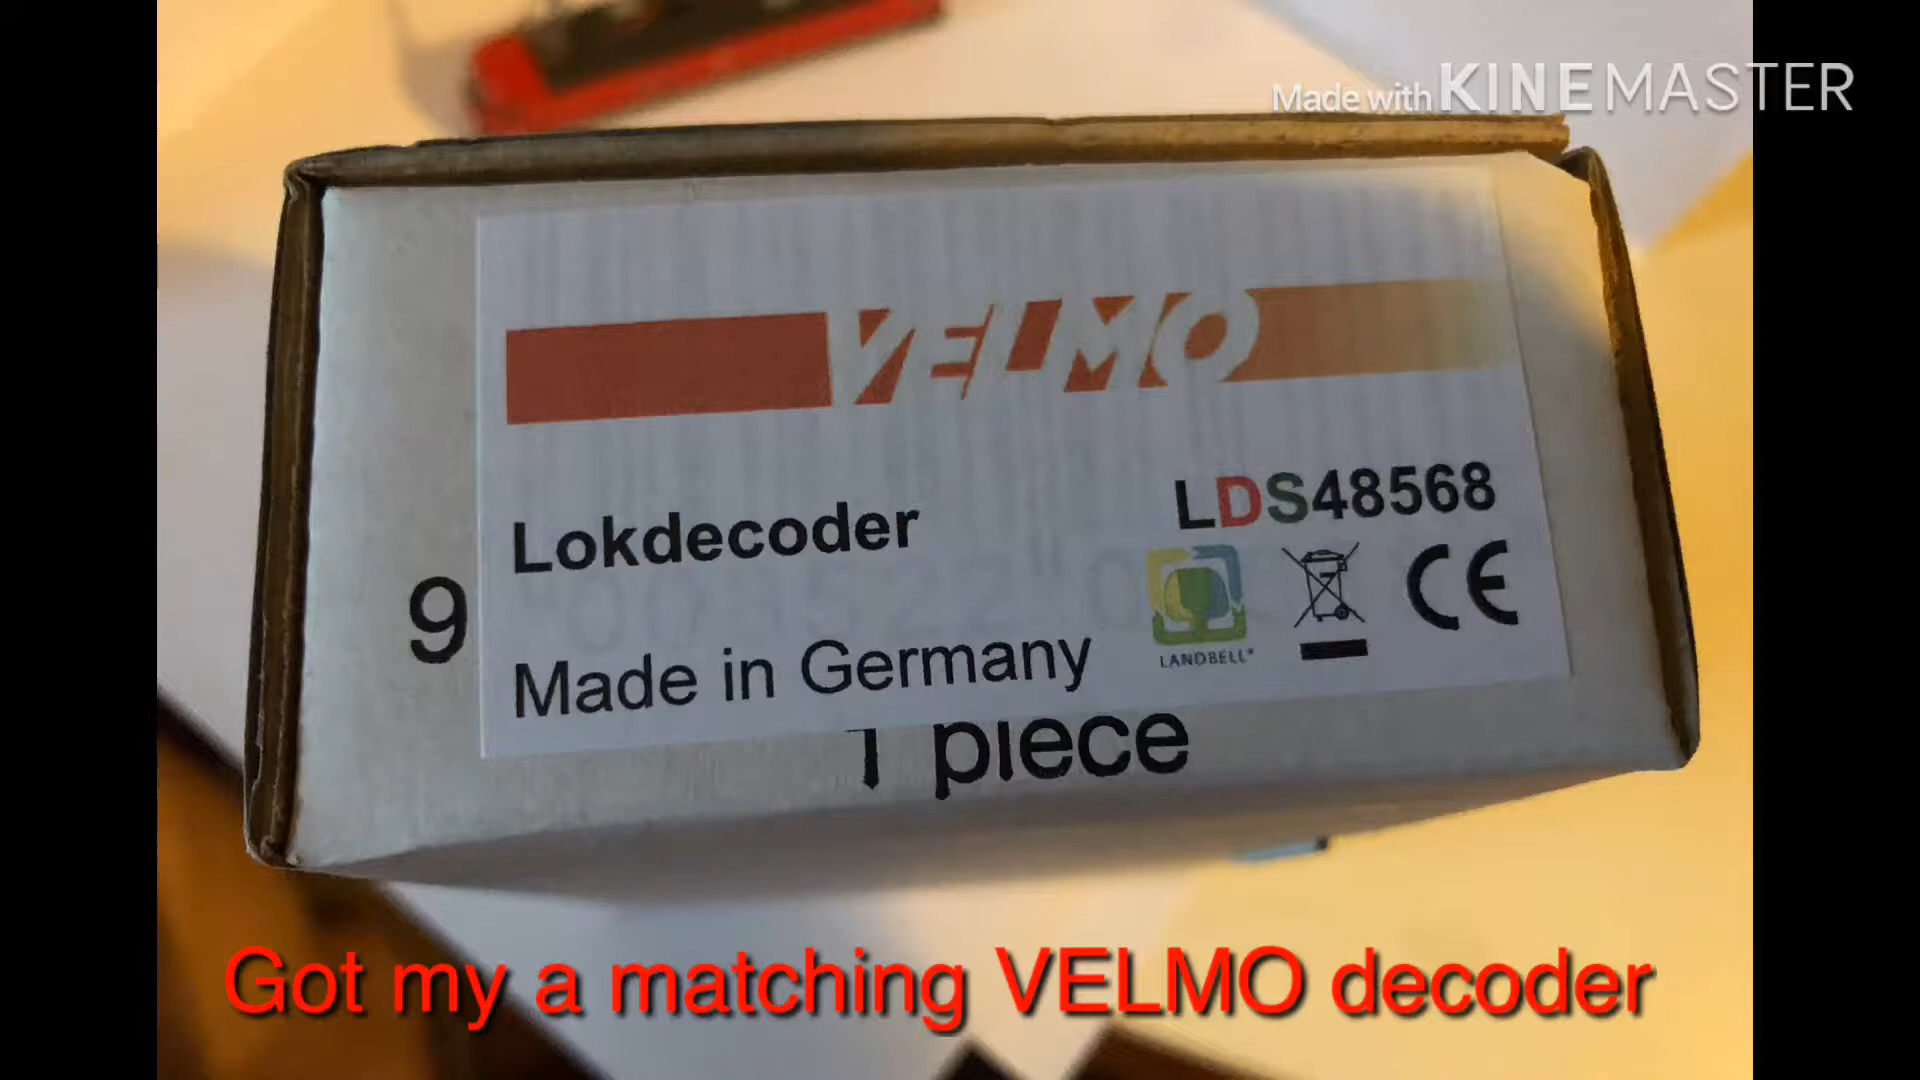 Made with KINEMASTER
VELMO
Lokdecoder
LDS48568
9
LANDBELL
CE
Made in Germany
1 piece
Got my a matching VELMO decoder